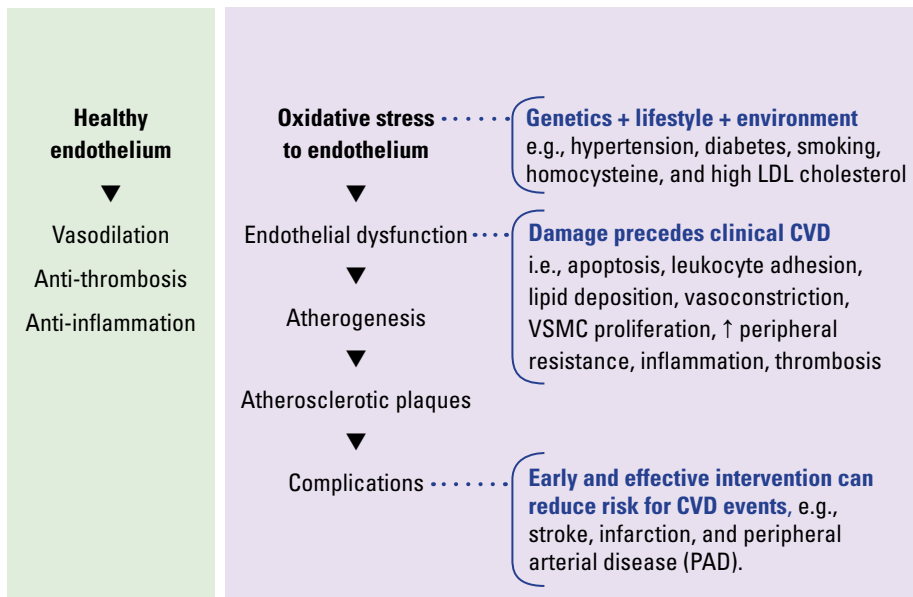 Healthy
endothelium
▼
Vasodilation
Anti-thrombosis
Anti-inflammation
Oxidative stress
to endothelium
▼
Endothelial dysfunction
▼
Atherogenesis
▼
Atherosclerotic plaques
▼
Complications
Genetics + lifestyle + environment
e.g., hypertension, diabetes, smoking,
homocysteine, and high LDL cholesterol
Damage precedes clinical CVD
i.e., apoptosis, leukocyte adhesion,
lipid deposition, vasoconstriction,
VSMC proliferation, ↑ peripheral
resistance, inflammation, thrombosis
Early and effective intervention can
reduce risk for CVD events, e.g.,
stroke, infarction, and peripheral
arterial disease (PAD).